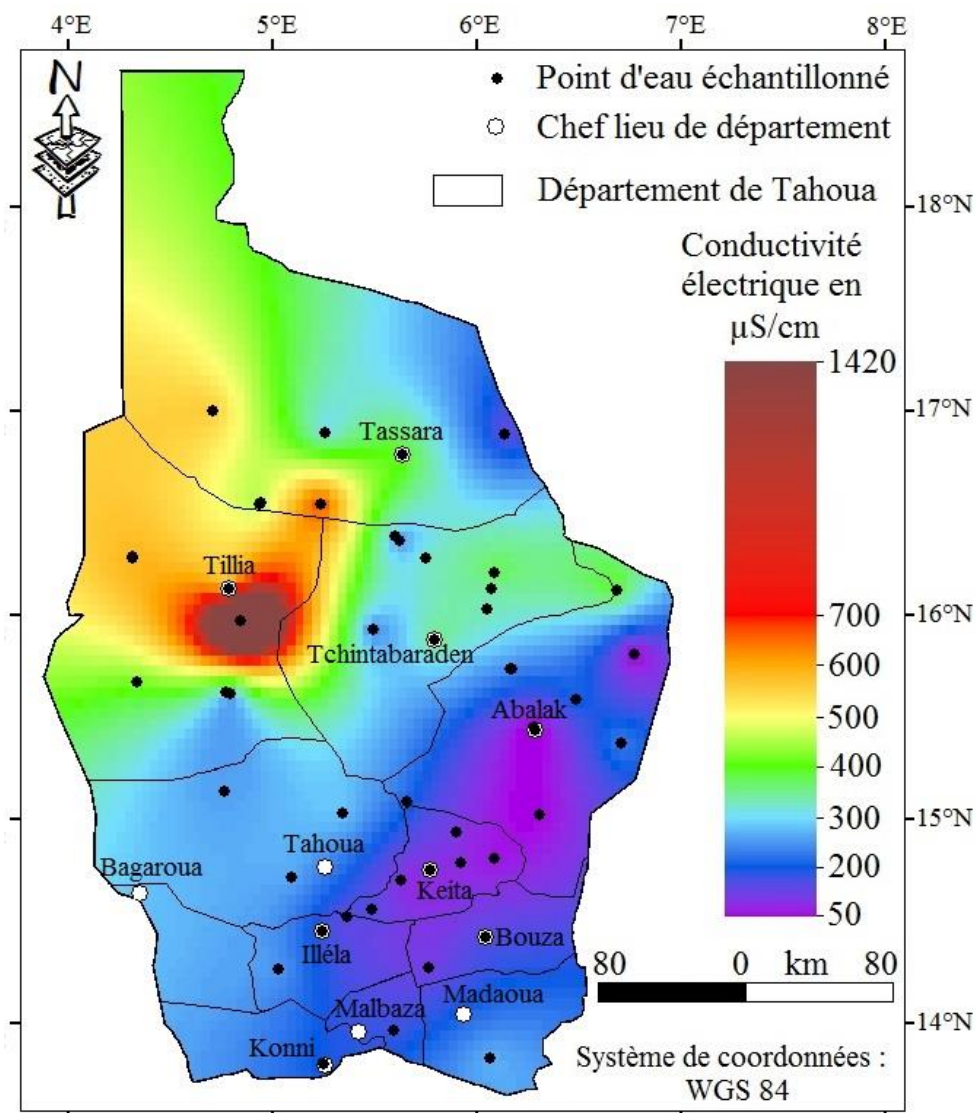 4°E 5°E 6°E 7°E 8°E
N
Point d'eau échantillonné
Chef lieu de département
Département de Tahoua
18°N
Conductivité
électrique en
µS/cm
1420
17°N
Tassara
Tillia
700
16°N
Tchintabaraden
600
Abalak
500
400
15°N
300
Tahoua
Bagaroua
200
Keita
50
Illéla
Bouza
80 0 km 80
Malbaza
Madaoua
14°N
Konni
Système de coordonnées :
WGS 84